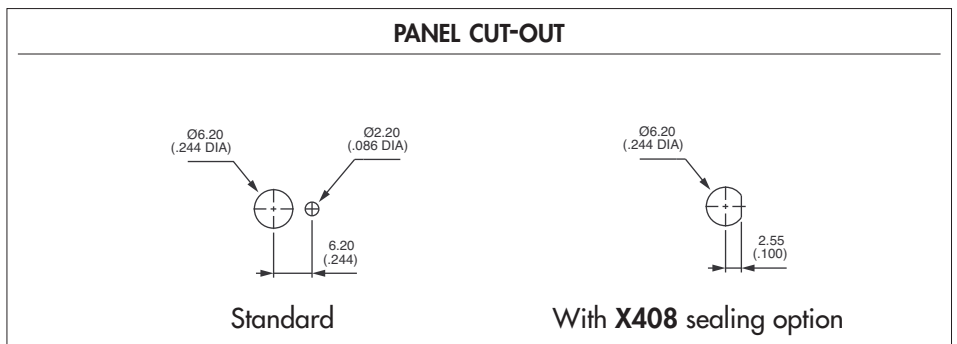 PANEL CUT-OUT
Ø6.20
(.244 DIA)
Ø2.20
(.086 DIA)
6.20
(.244)
Standard
Ø6.20
(.244 DIA)
2.55
(.100)
With X408 sealing option